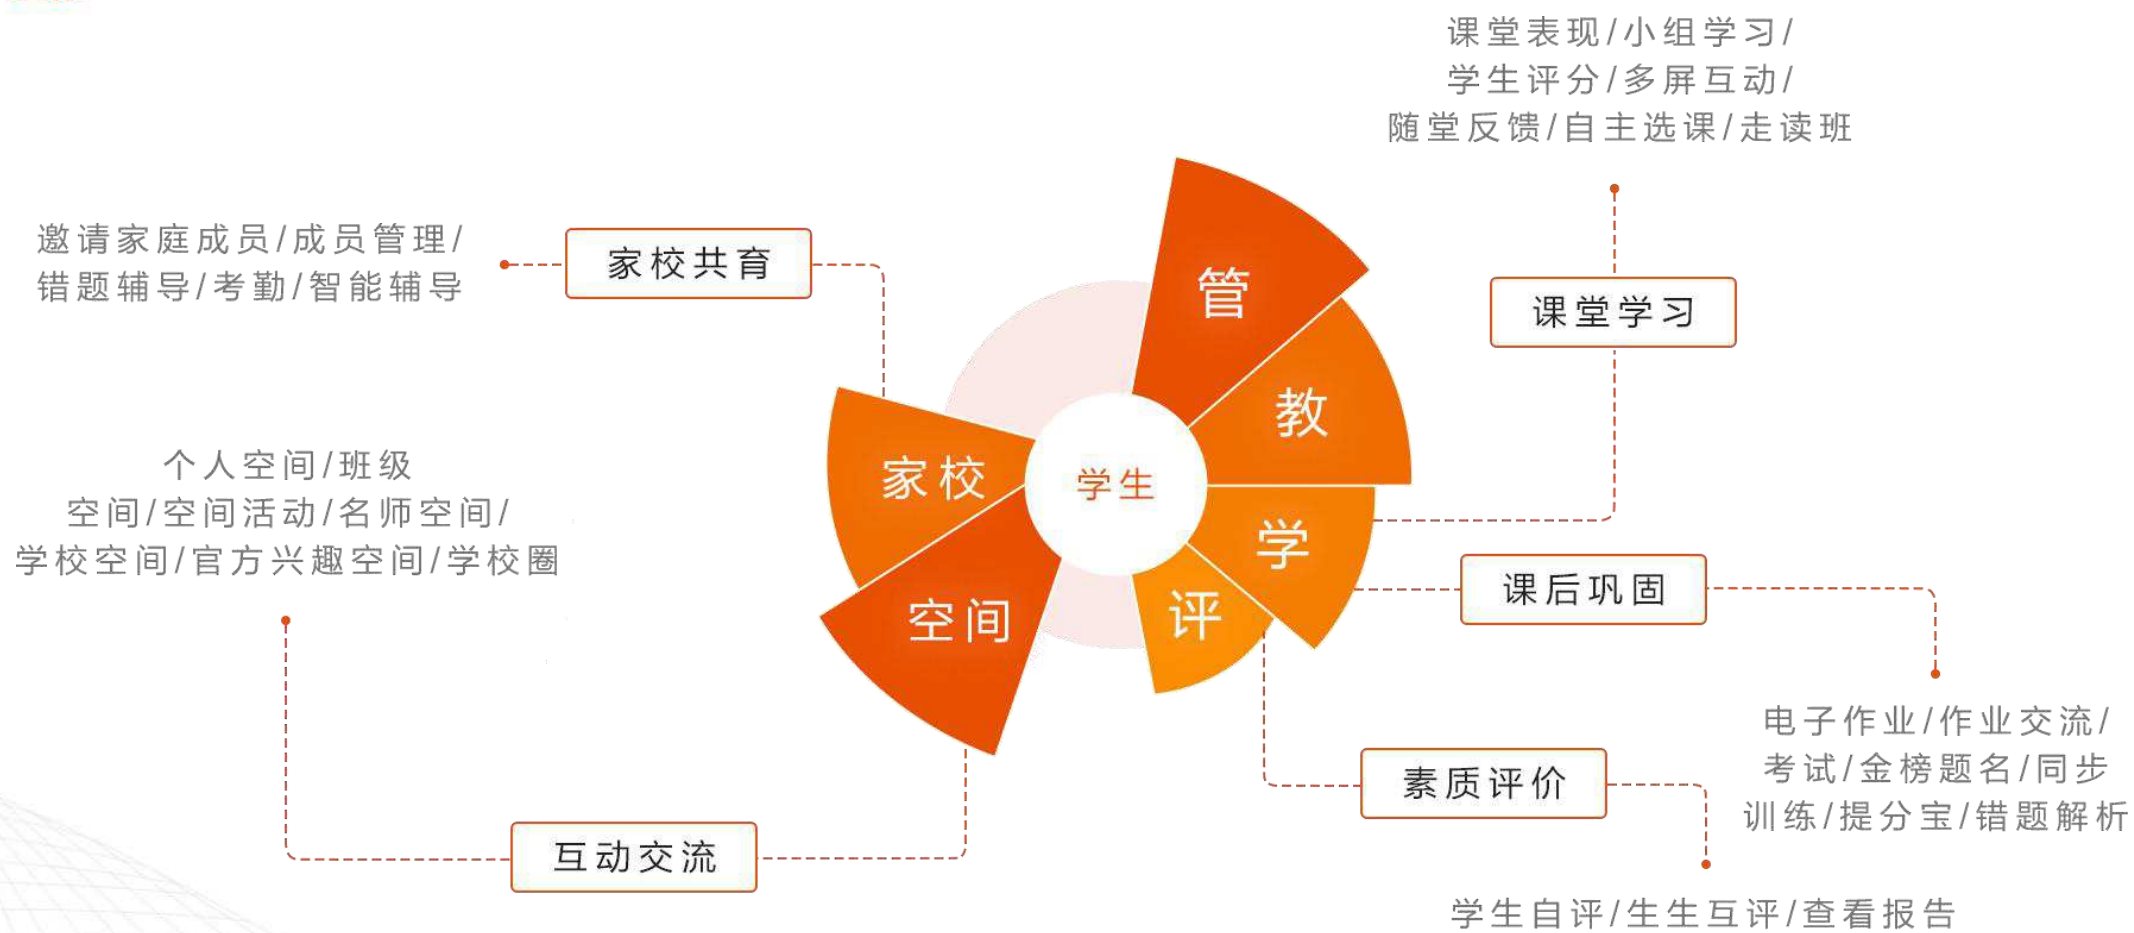 课堂表现/小组学习/
学生评分/多屏互动/
随堂反馈/自主选课/走读班
课堂学习
邀请家庭成员/成员管理/
错题辅导/考勤/智能辅导
家校共育
管
教
学
评
家校
空间
学生
个人空间/班级
空间/空间活动/名师空间/
学校空间/官方兴趣空间/学校圈
互动交流
课后巩固
电子作业/作业交流/
考试/金榜题名/同步
训练/提分宝/错题解析
素质评价
学生自评/生生互评/查看报告